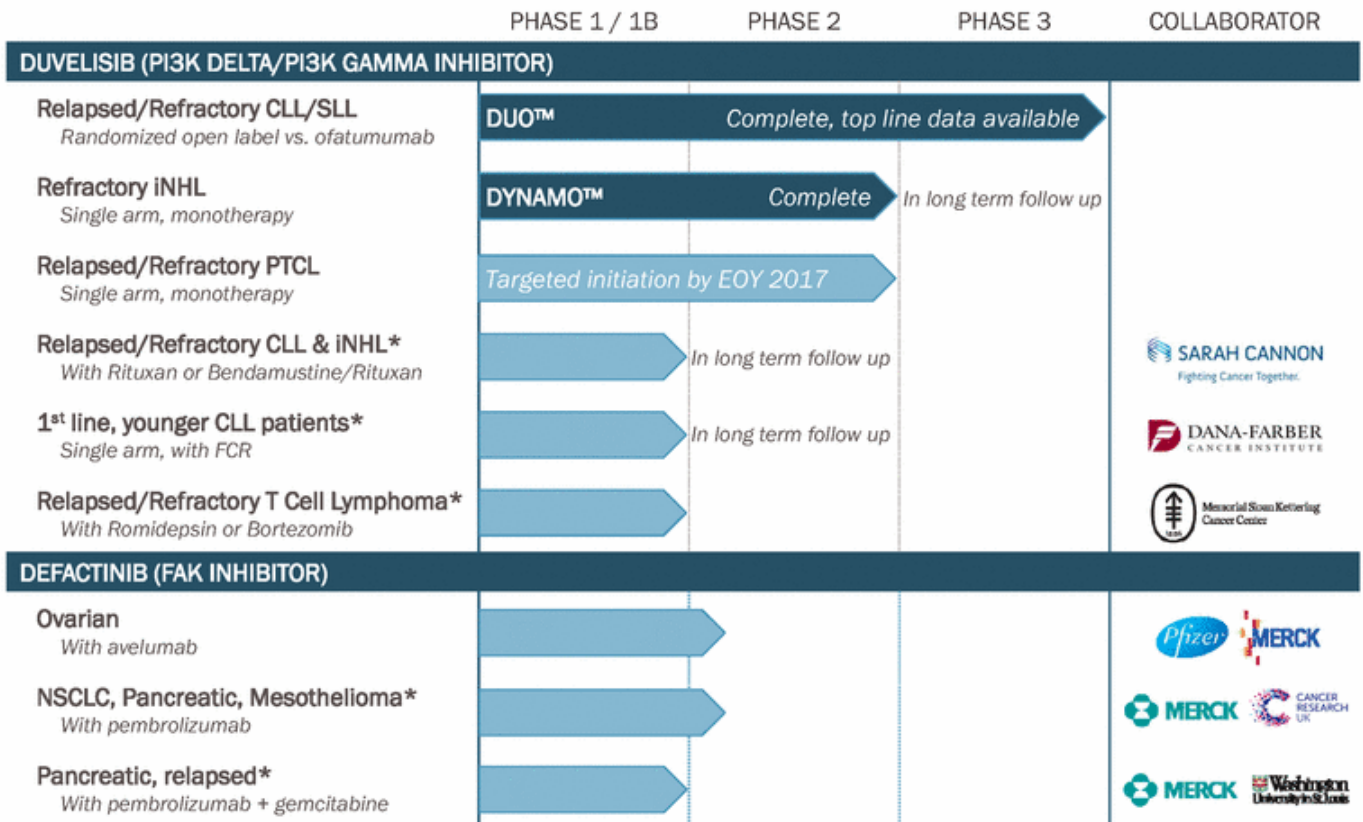 PHASE 1 / 1B PHASE 2 PHASE 3 COLLABORATOR
DUVELISIB (PI3K DELTA/PI3K GAMMA INHIBITOR)
Relapsed/Refractory CLL/SLL
Randomized open label vs. ofatumumab
DUO™ Complete, top line data available
Refractory iNHL
Single arm, monotherapy
DYNAMO™ Complete In long term follow up
Relapsed/Refractory PTCL
Single arm, monotherapy
Targeted initiation by EOY 2017
Relapsed/Refractory CLL & iNHL*
With Rituxan or Bendamustine/Rituxan
In long term follow up
SARAH CANNON
Fighting Cancer Together.
1st line, younger CLL patients*
Single arm, with FCR
In long term follow up
DANA-FARBER
CANCER INSTITUTE
Relapsed/Refractory T Cell Lymphoma*
With Romidepsin or Bortezomib
Memorial Sloan Kettering
Cancer Center
DEFACTINIB (FAK INHIBITOR)
Ovarian
With avelumab
Pfizer MERCK
NSCLC, Pancreatic, Mesothelioma*
With pembrolizumab
MERCK
CANCER
RESEARCH
UK
Pancreatic, relapsed*
With pembrolizumab + gemcitabine
MERCK
Washington
University in St. Louis